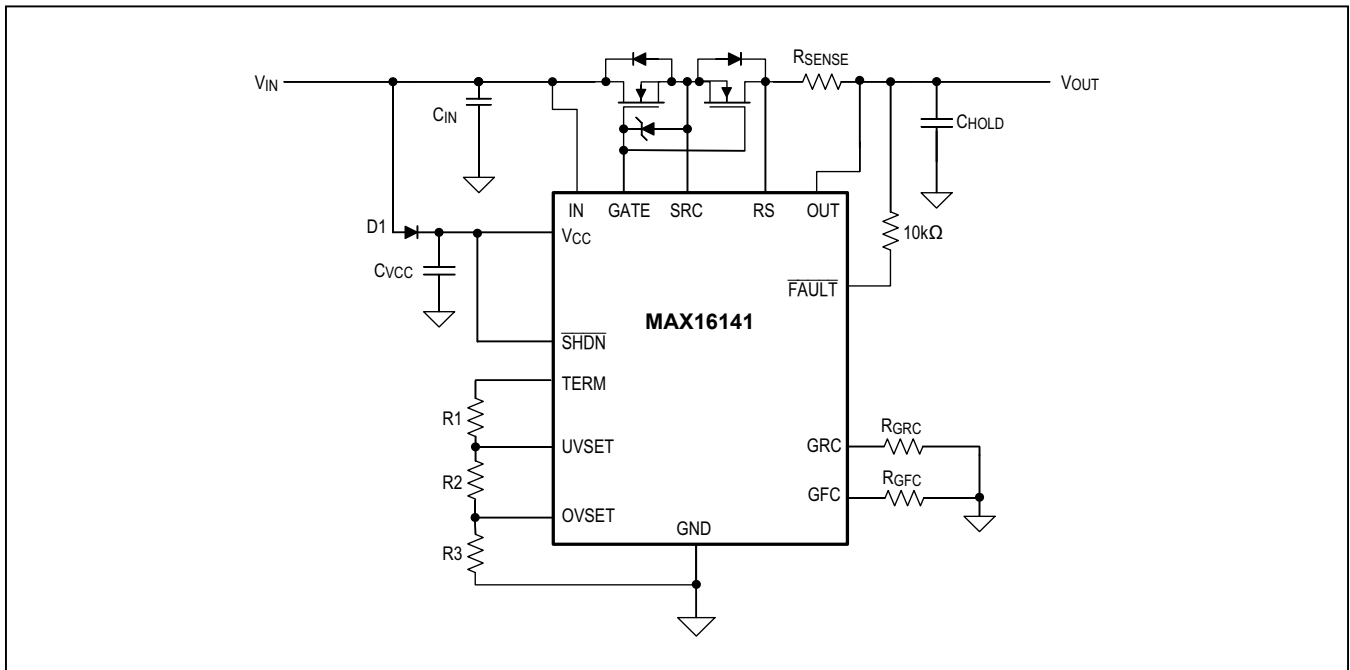 VIN
CIN
RSENSE
VOUT
CHOLD
IN
GATE
SRC
RS
OUT
D1
VCC
CVCC
10kΩ
FAULT
MAX16141
SHDN
TERM
R1
UVSET
R2
OVSET
R3
GND
GRC
RGRC
GFC
RGFC